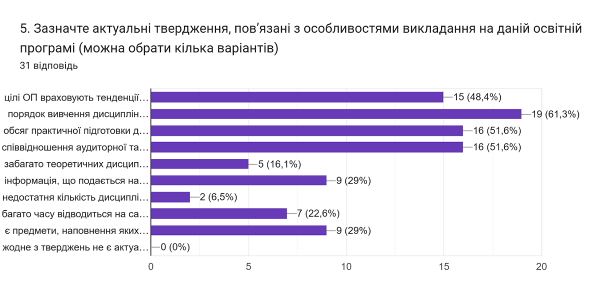 5. Зазначте актуальні твердження, пов’язані з особливостями викладання на даній освітній
програмі (можна обрати кілька варіантів)
31 відповідь
цілі ОП враховують тенденції… 15 (48,4%)
порядок вивчення дисциплін… 19 (61,3%)
обсяг практичної підготовки д… 16 (51,6%)
співвідношення аудиторної та… 16 (51,6%)
забагато теоретичних дисцип… 5 (16,1%)
інформація, що подається на… 9 (29%)
недостатня кількість дисциплі… 2 (6,5%)
багато часу відводиться на са… 7 (22,6%)
є предмети, наповнення яких… 9 (29%)
жодне з тверджень не є актуа… 0 (0%)
0 5 10 15 20